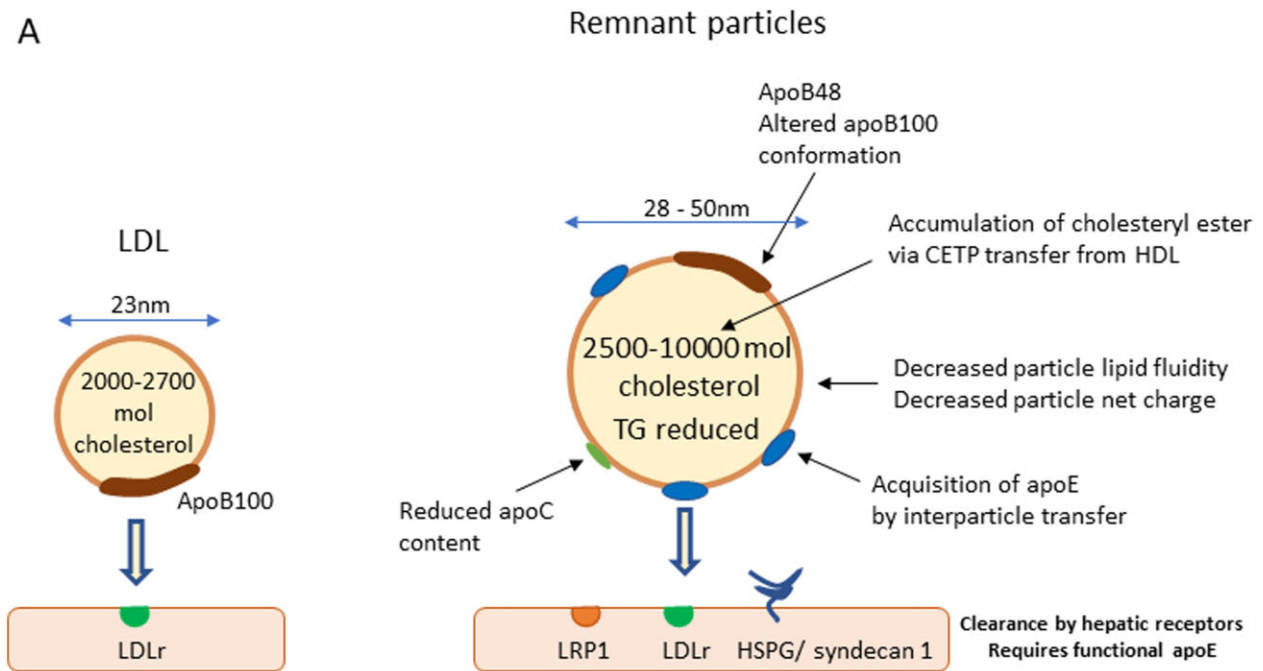 A
Remnant particles
ApoB48
Altered apoB100
conformation
28 - 50nm
Accumulation of cholesteryl ester
via CETP transfer from HDL
LDL
23nm
2000-2700
mol
cholesterol
ApoB100
2500-10000 mol
cholesterol
TG reduced
Decreased particle lipid fluidity
Decreased particle net charge
Reduced apoC
content
Acquisition of apoE
by interparticle transfer
LDLr
LRP1
LDLr
HSPG/ syndecan 1
Clearance by hepatic receptors
Requires functional apoE